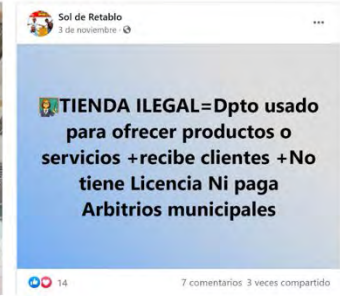 Sol de Retablo
3 de noviembre ·
TIENDA ILEGAL=Dpto usado
para ofrecer productos o
servicios +recibe clientes +No
tiene Licencia Ni paga
Arbitrios municipales
14
7 comentarios 3 veces compartido